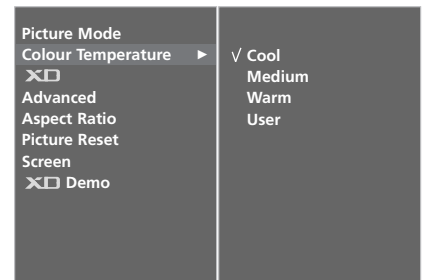 Picture Mode
Colour Temperature ►
XD
Advanced
Aspect Ratio
Picture Reset
Screen
XD Demo
√ Cool
Medium
Warm
User